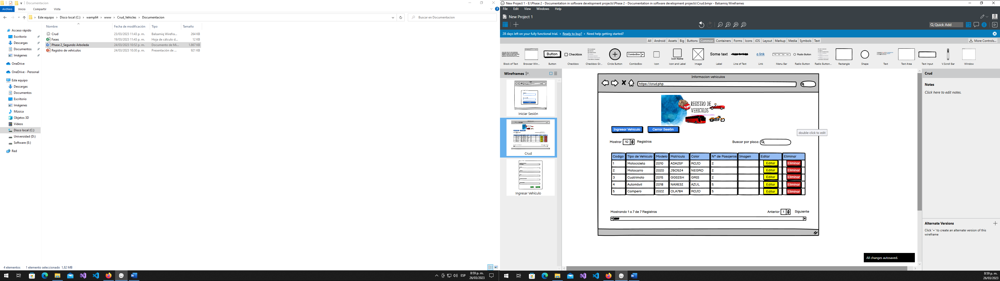 Documentacion
Archivo Inicio Compartir Vista
Este equipo Disco local (C:) wamp64 www Crud_Vehicles Documentacion
Buscar en Documentacion
Nombre Fecha de modificación Tipo Tamaño
Crud 23/03/2023 11:43 p. m. Balsamiq Wirefra... 264 KB
Fases 19/03/2023 11:43 p. m. Hoja de cálculo d... 12 KB
Phase 2_Segundo Arboleda 24/03/2023 10:52 p. m. Documento de Mi... 1.867 KB
Registro de vehículos 24/03/2023 10:30 p. m. Presentación de ... 921 KB
Acceso rápido
Escritorio
Descargas
Documentos
Imágenes
OneDrive
OneDrive - Personal
Este equipo
Descargas
Documentos
Escritorio
Imágenes
Música
Objetos 3D
Vídeos
Disco local (C:)
Universidad (D:)
Software (E:)
Red
4 elementos 1 elemento seleccionado 1,82 MB
ESP
8:59 p. m.
26/03/2023
New Project 1 - E:\Phase 2 - Documentation in software development projects\Phase 2 - Documentation in software development projects\Crud.bmpr - Balsamiq Wireframes
File Edit View Windows Help
New Project 1
Quick Add
28 days left on your fully functional trial. • Ready to buy? • Need help getting started?
All Android Assets Big Buttons Common Containers Forms Icons iOS Layout Markup Media Symbols Text
More Controls...
Button Checkbox ComboBox Icon Name Some text a link Radio Button
Block of Text Browser Win... Button Checkbox Checkbox Gr... Circle Button ComboBox Icon Icon and Label Image Label Line of Text Link Menu Bar Radio Button Radio Button... Rectangle Shape Text Text Area Text Input V.Scroll Bar Window
Wireframes
Iniciar Sesión
Crud
Ingresar Vehículo
Informacion vehiculos
https://crud.php
REGISTRO DE
VEHICULOS
Ingresar Vehiculo Cerrar Sesión
double-click to edit
Mostrar 10 Registros
Buscar por placa:
Codigo Tipo de Vehiculo Modelo Matricula Color N° de Pasajeros Imagen Editar Eliminar
1 Motocicleta 2010 ADA25F ROJO 2 Editar Eliminar
2 Motocarro 2020 JBO524 NEGRO 2 Editar Eliminar
3 Cuatrimoto 2015 GGS25H GRIS 2 Editar Eliminar
4 Automóvil 2018 NAX632 AZUL 5 Editar Eliminar
5 Campero 2022 OLA784 ROJO 5 Editar Eliminar
Mostrando 1 a 7 de 7 Registros
Anterior 1 Siguiente
Crud
Notes
Click here to edit notes.
Alternate Versions
Click '+' to create an alternate version of this
wireframe
All changes autosaved.
8:59 p. m.
26/03/2023